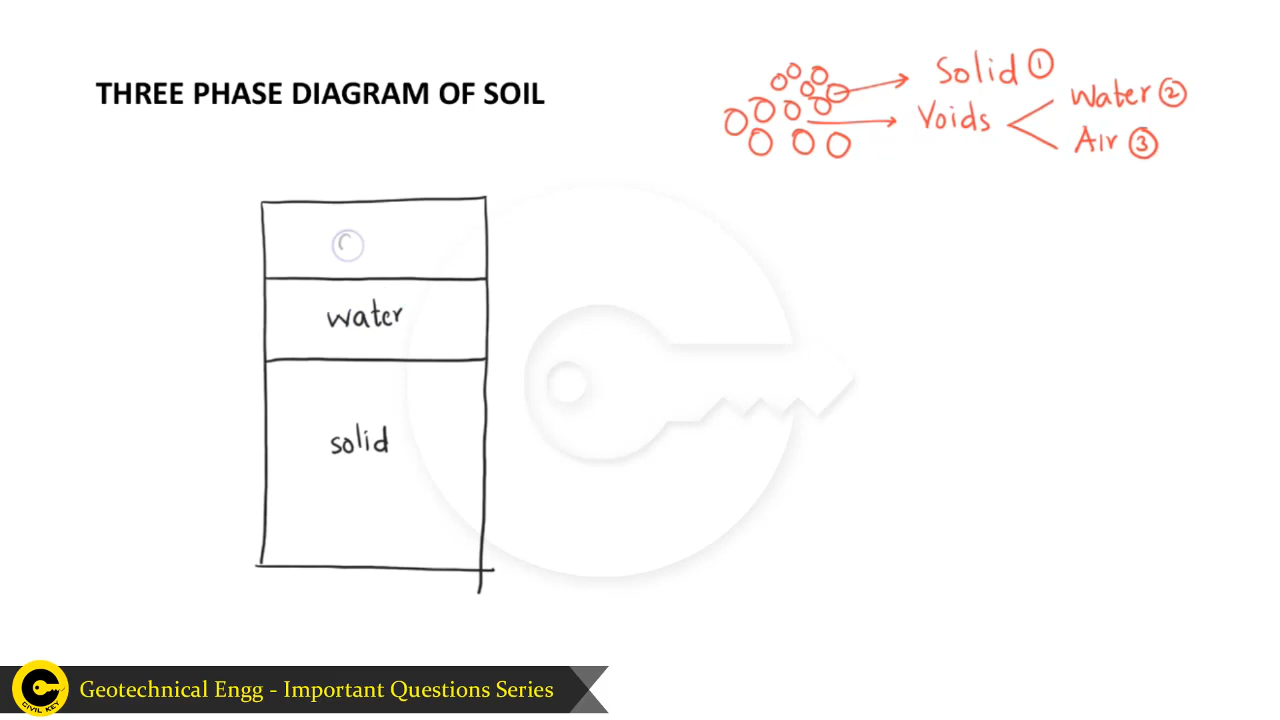 THREE PHASE DIAGRAM OF SOIL
Solid ①
Voids
Water ②
Air ③
water
solid
Geotechnical Engg - Important Questions Series
CIVIL KEY